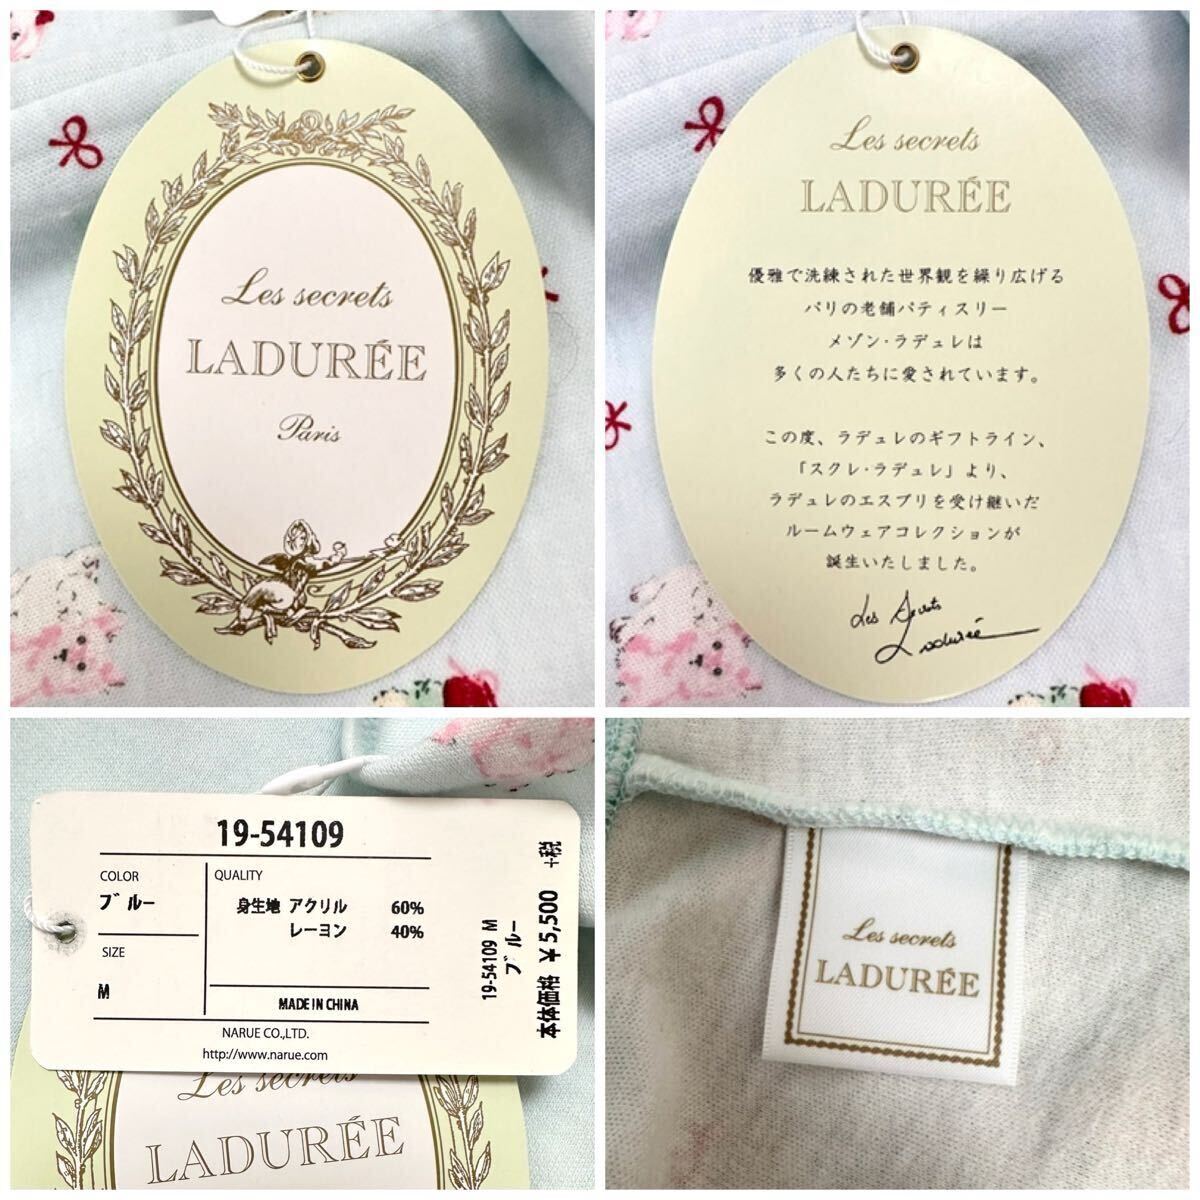 Les secrets
LADURÉE
Paris
Les secrets
LADURÉE
優雅で洗練された世界観を繰り広げる
パリの老舗パティスリー
メゾン・ラデュレは
多くの人たちに愛されています。
この度、ラデュレのギフトライン、
「スクレ・ラデュレ」より、
ラデュレのエスプリを受け継いだ
ルームウェアコレクションが
誕生いたしました。
Les Secrets
Ladurée
19-54109
COLOR
ブルー
SIZE
M
QUALITY
身生地 アクリル 60%
レーヨン 40%
MADE IN CHINA
NARUE CO.,LTD.
http://www.narue.com
19-54109 M
ブルー
本体価格 ¥5,500 +税
Les secrets
LADURÉE
Les secrets
LADURÉE